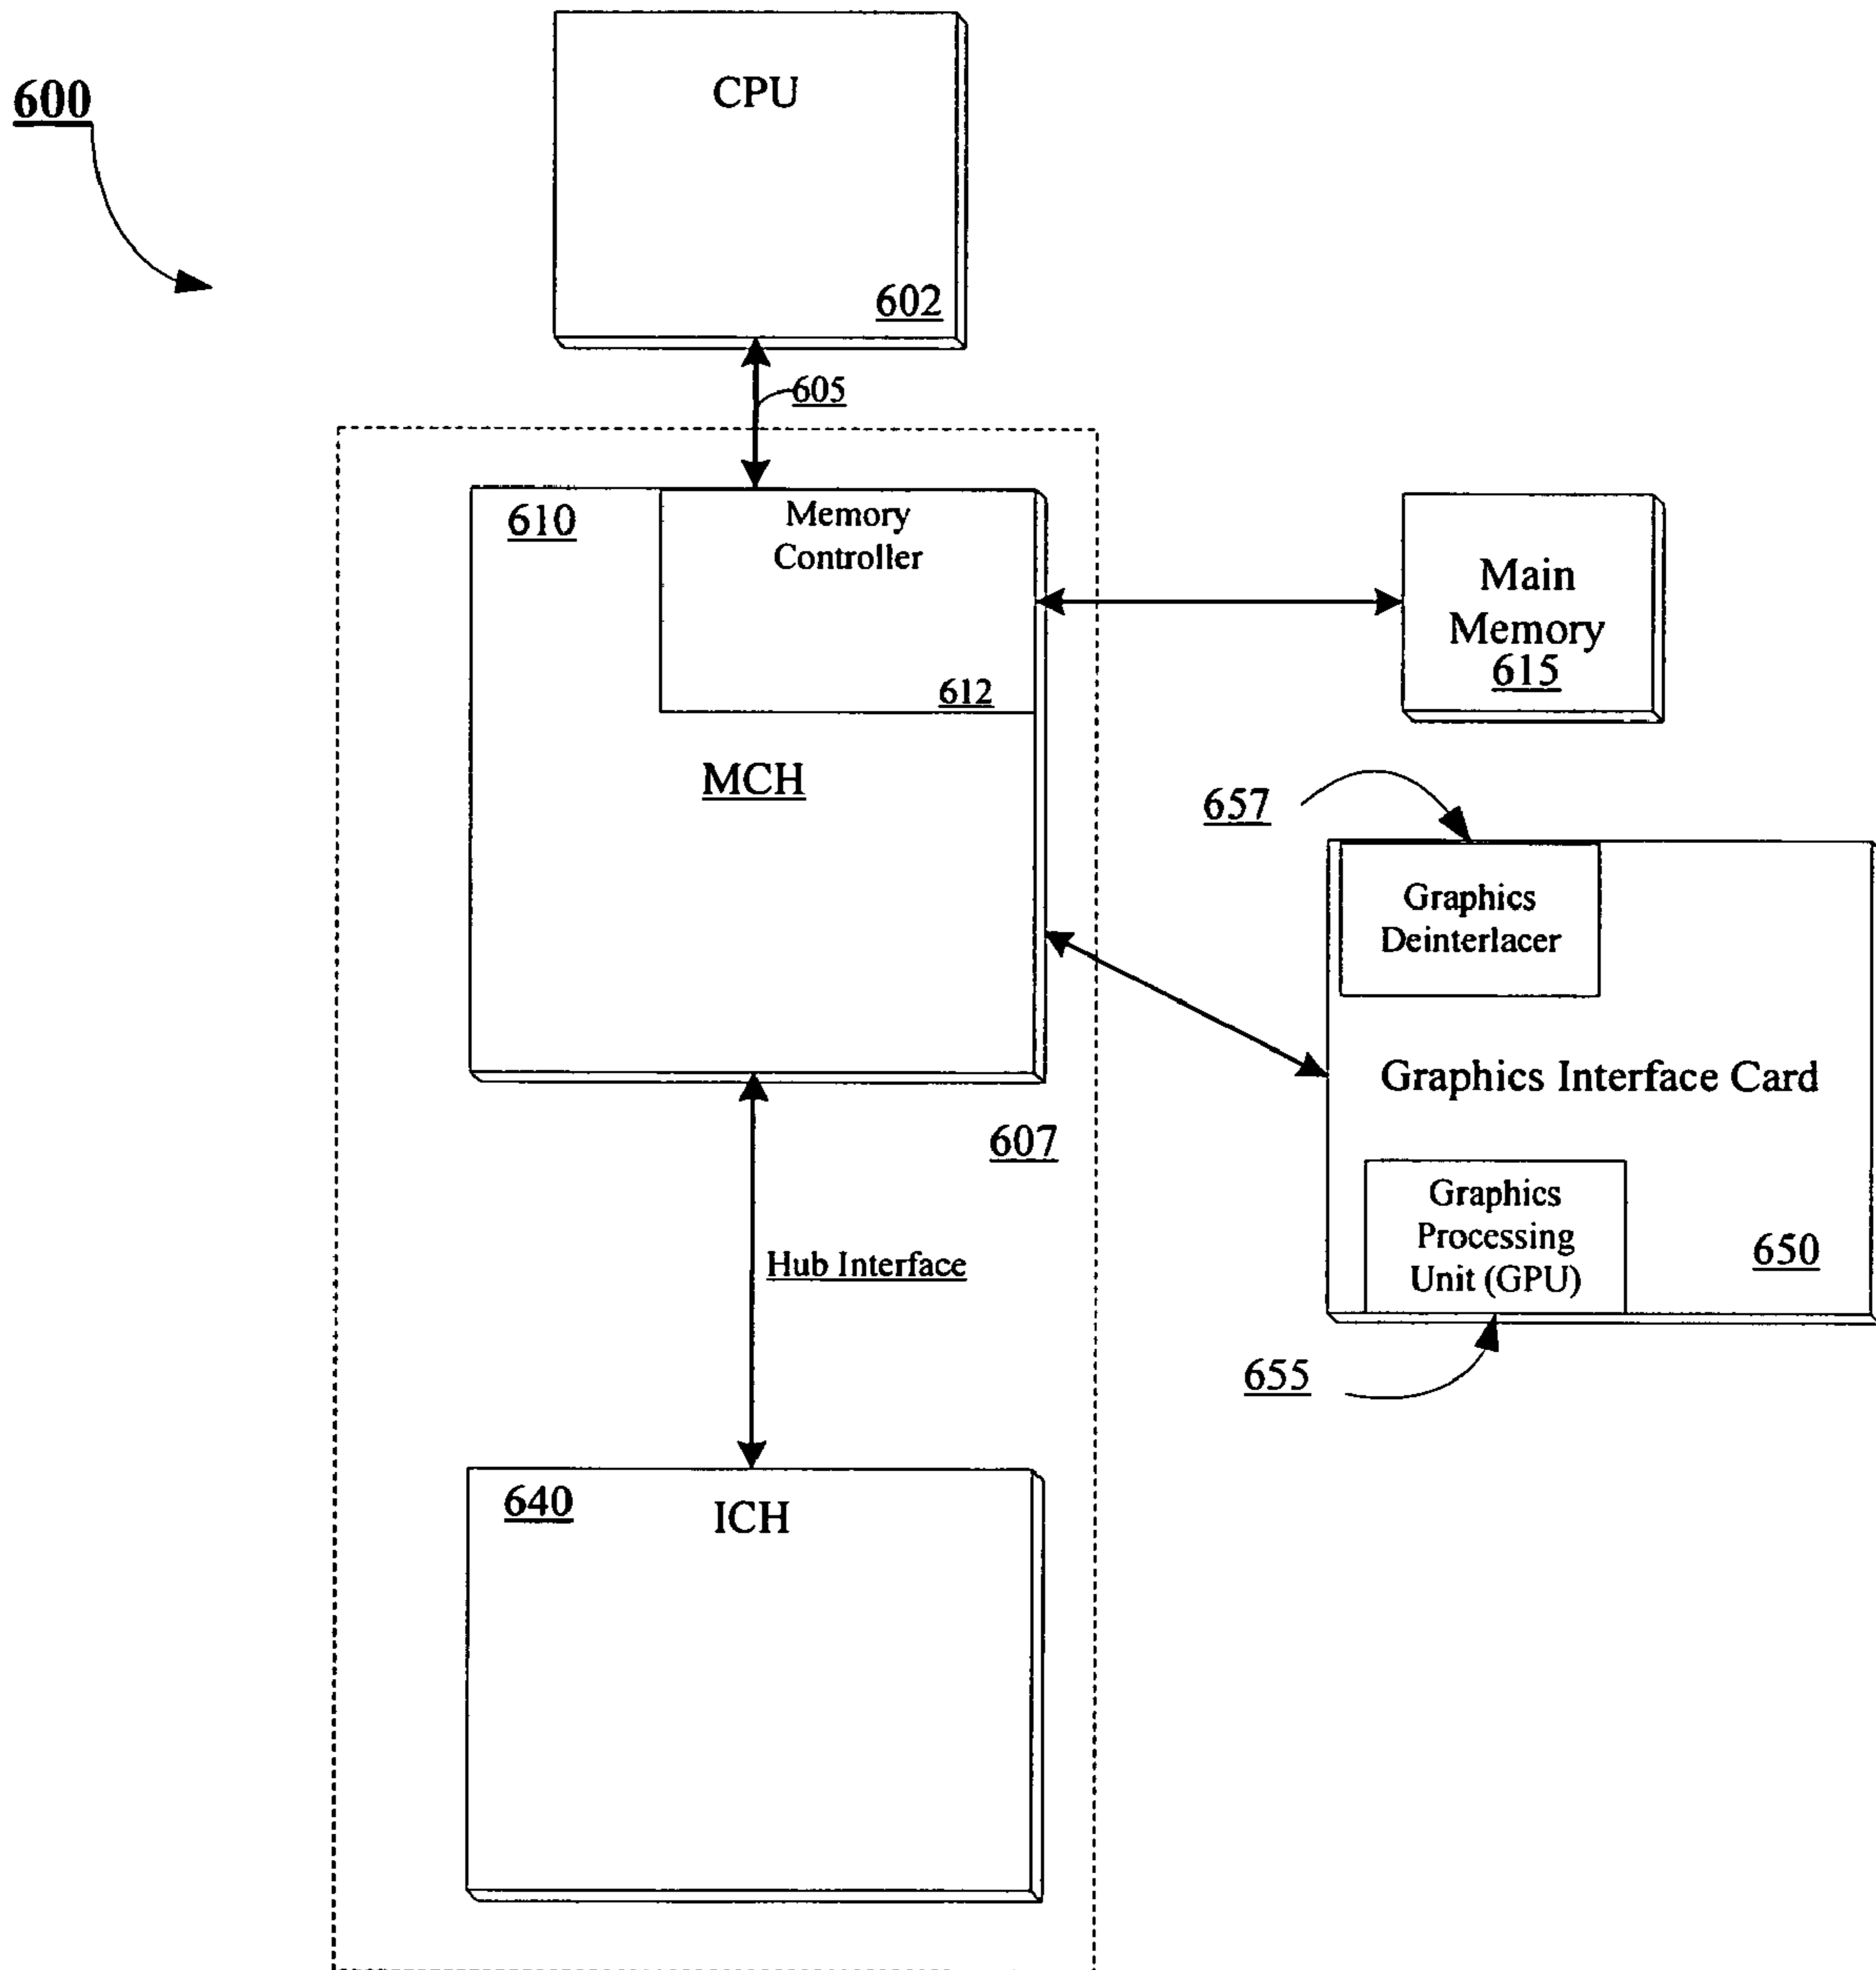 600
CPU
602
605
610
Memory
Controller
612
MCH
Main
Memory
615
657
Graphics
Deinterlacer
Graphics Interface Card
607
Graphics
Processing
Unit (GPU)
650
Hub Interface
655
640
ICH